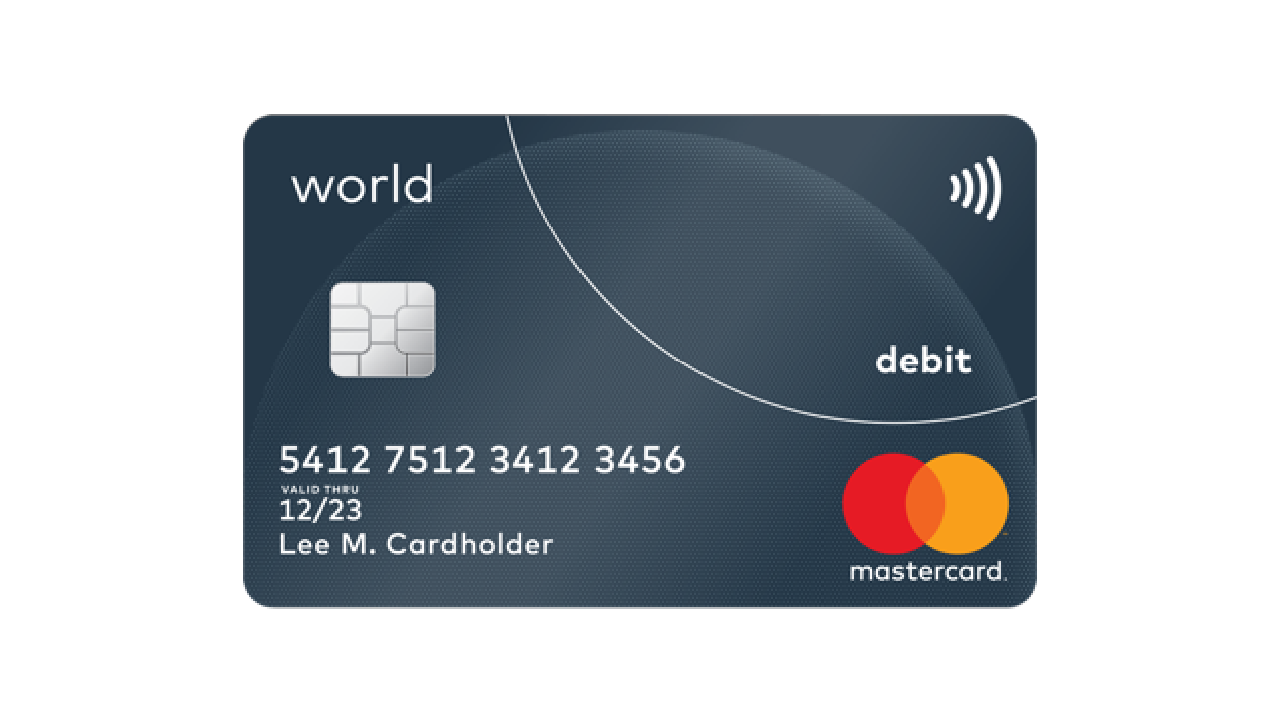 world
debit
5412 7512 3412 3456
VALID THRU
12/23
Lee M. Cardholder
mastercard.